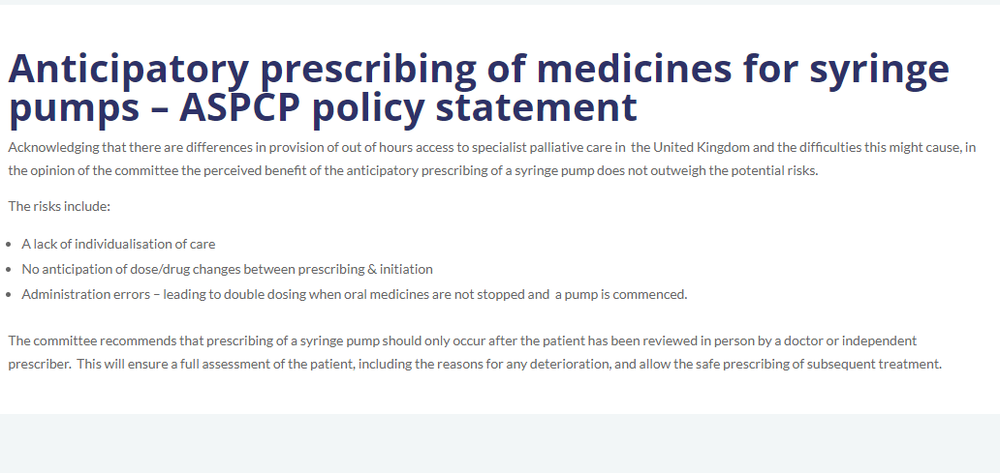 Anticipatory prescribing of medicines for syringe
pumps – ASPCP policy statement
Acknowledging that there are differences in provision of out of hours access to specialist palliative care in the United Kingdom and the difficulties this might cause, in
the opinion of the committee the perceived benefit of the anticipatory prescribing of a syringe pump does not outweigh the potential risks.
The risks include:
• A lack of individualisation of care
• No anticipation of dose/drug changes between prescribing & initiation
• Administration errors – leading to double dosing when oral medicines are not stopped and a pump is commenced.
The committee recommends that prescribing of a syringe pump should only occur after the patient has been reviewed in person by a doctor or independent
prescriber. This will ensure a full assessment of the patient, including the reasons for any deterioration, and allow the safe prescribing of subsequent treatment.